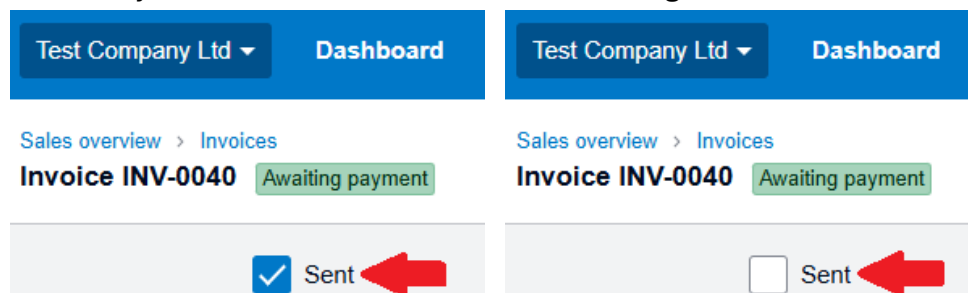 Test Company Ltd Dashboard
Sales overview > Invoices
Invoice INV-0040 Awaiting payment
Sent
Test Company Ltd Dashboard
Sales overview > Invoices
Invoice INV-0040 Awaiting payment
Sent